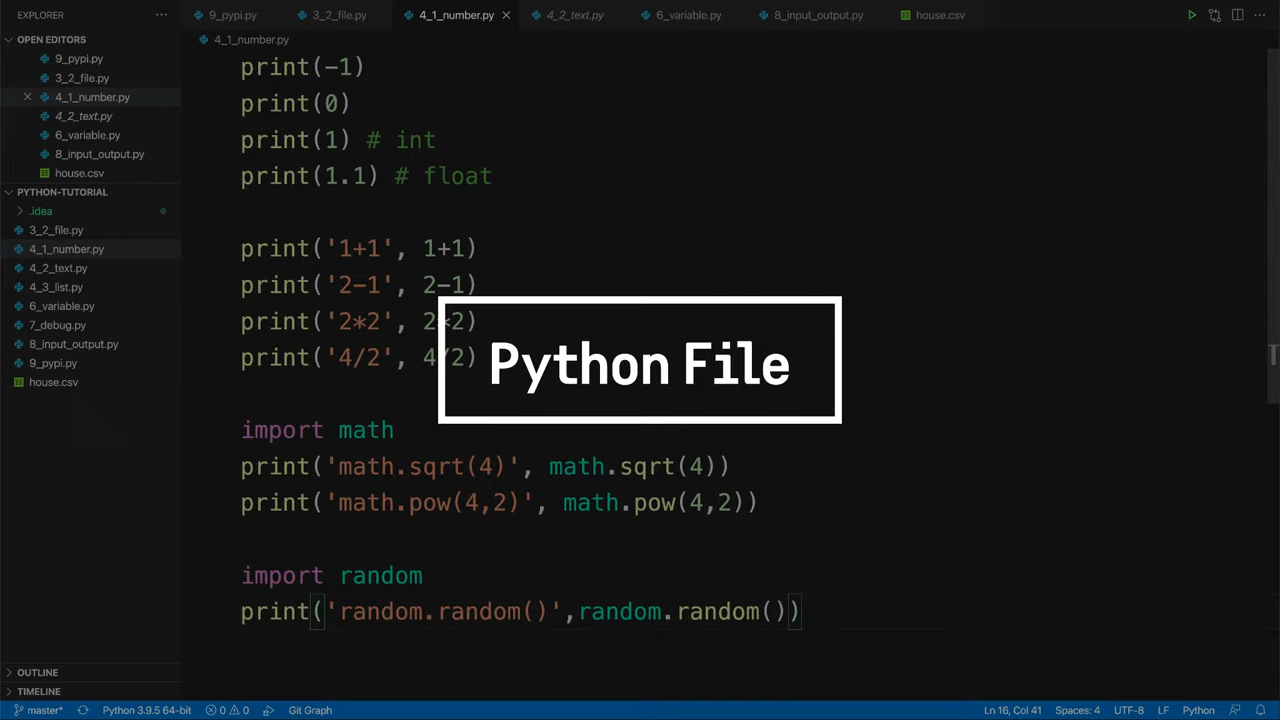 EXPLORER
9_pypi.py
3_2_file.py
4_1_number.py
4_2_text.py
6_variable.py
8_input_output.py
house.csv
OPEN EDITORS
9_pypi.py
3_2_file.py
4_1_number.py
4_2_text.py
6_variable.py
8_input_output.py
house.csv
PYTHON-TUTORIAL
.idea
3_2_file.py
4_1_number.py
4_2_text.py
4_3_list.py
6_variable.py
7_debug.py
8_input_output.py
9_pypi.py
house.csv
OUTLINE
TIMELINE
4_1_number.py
print(-1)
print(0)
print(1) # int
print(1.1) # float
print('1+1', 1+1)
print('2-1', 2-1)
print('2*2', 2*2)
print('4/2', 4/2)
Python File
import math
print('math.sqrt(4)', math.sqrt(4))
print('math.pow(4,2)', math.pow(4,2))
import random
print('random.random()',random.random())
master* Python 3.9.5 64-bit 0 0 Git Graph Ln 16, Col 41 Spaces: 4 UTF-8 LF Python